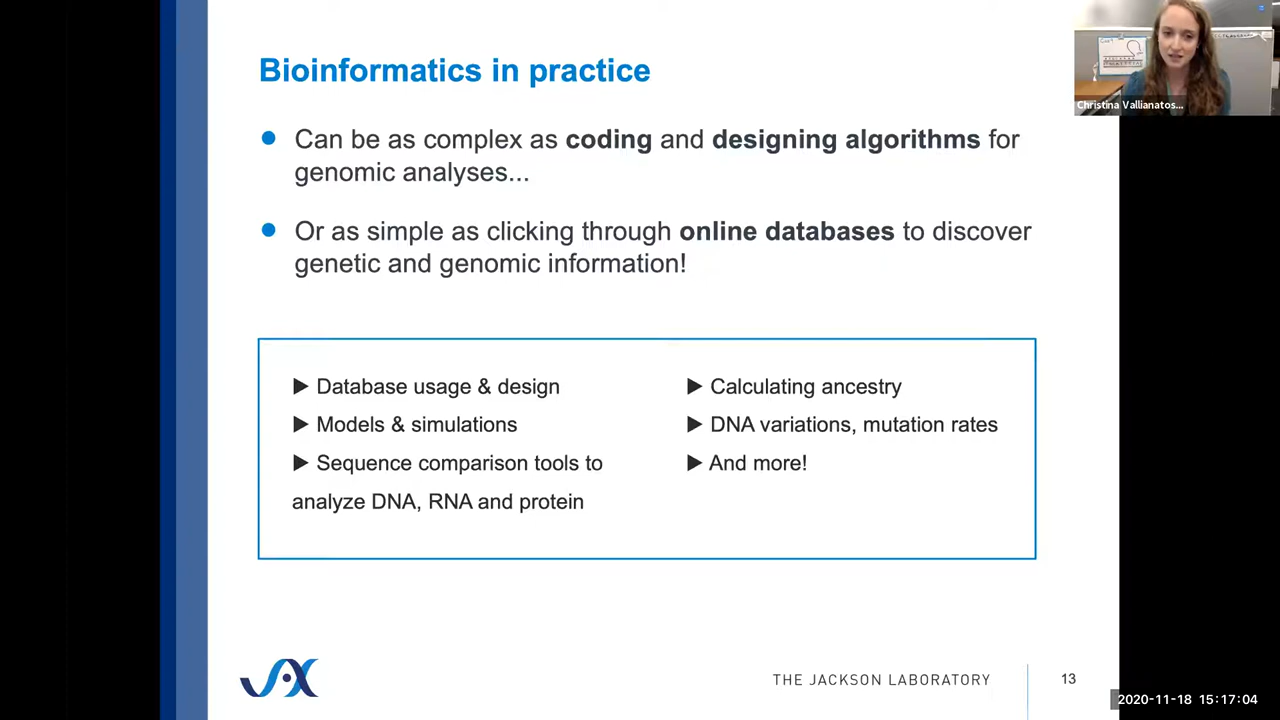 Bioinformatics in practice
Can be as complex as coding and designing algorithms for
genomic analyses...
Or as simple as clicking through online databases to discover
genetic and genomic information!
▶ Database usage & design
▶ Models & simulations
▶ Sequence comparison tools to
analyze DNA, RNA and protein
▶ Calculating ancestry
▶ DNA variations, mutation rates
▶ And more!
JAX
THE JACKSON LABORATORY
13
Christina Vallianatos...
2020-11-18 15:17:04